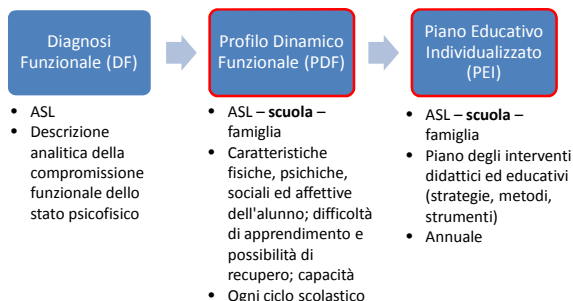 Diagnosi
Funzionale (DF)
• ASL
• Descrizione
analitica della
compromissione
funzionale dello
stato psicofisico
Profilo Dinamico
Funzionale (PDF)
• ASL – scuola –
famiglia
• Caratteristiche
fisiche, psichiche,
sociali ed affettive
dell'alunno; difficoltà
di apprendimento e
possibilità di
recupero; capacità
• Ogni ciclo scolastico
Piano Educativo
Individualizzato
(PEI)
• ASL – scuola –
famiglia
• Piano degli interventi
didattici ed educativi
(strategie, metodi,
strumenti)
• Annuale